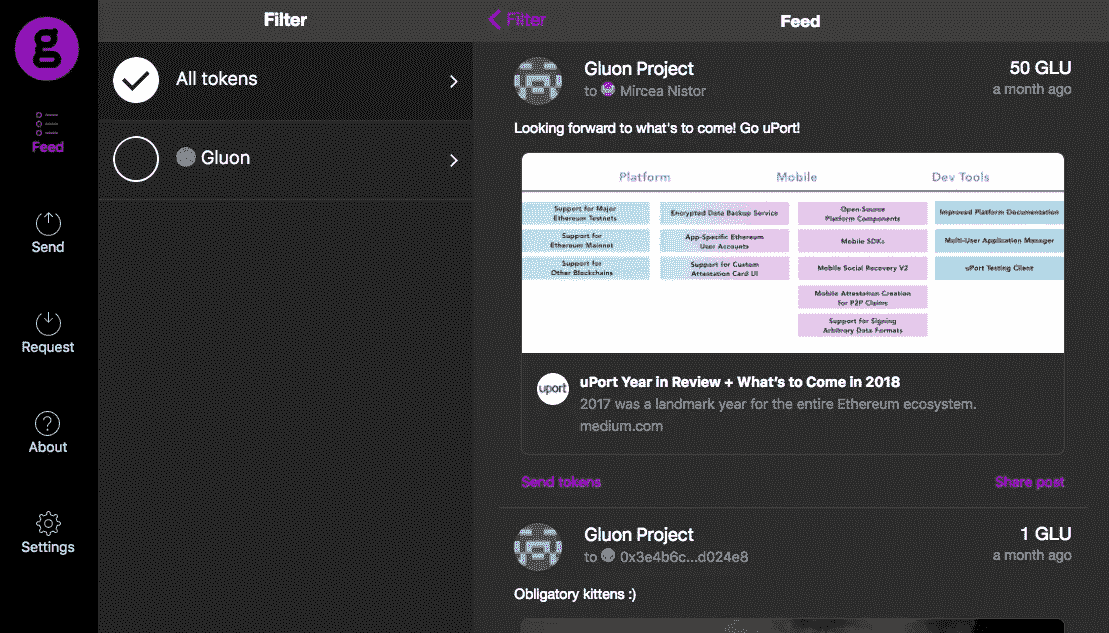 g
Feed
Send
Request
About
Settings
Filter
All tokens
Gluon
Filter
Feed
Gluon Project
50 GLU
to Mircea Nistor
a month ago
Looking forward to what's to come! Go uPort!
Platform
Mobile
Dev Tools
Support for Major
Ethereum Testnets
Encrypted Data Backup Service
Open-Source
Platform Components
Improved Platform Documentation
Support for
Ethereum Mainnet
App-Specific Ethereum
User Accounts
Mobile SDKs
Multi-User Application Manager
Support for
Other Blockchains
Support for Custom
Attestation Card UI
Mobile Social Recovery V2
uPort Testing Client
Mobile Attestation Creation
for P2P Claims
Support for Signing
Arbitrary Data Formats
uport
uPort Year in Review + What's to Come in 2018
2017 was a landmark year for the entire Ethereum ecosystem.
medium.com
Send tokens
Share post
Gluon Project
1 GLU
to 0x3e4b6c...d024e8
a month ago
Obligatory kittens :)